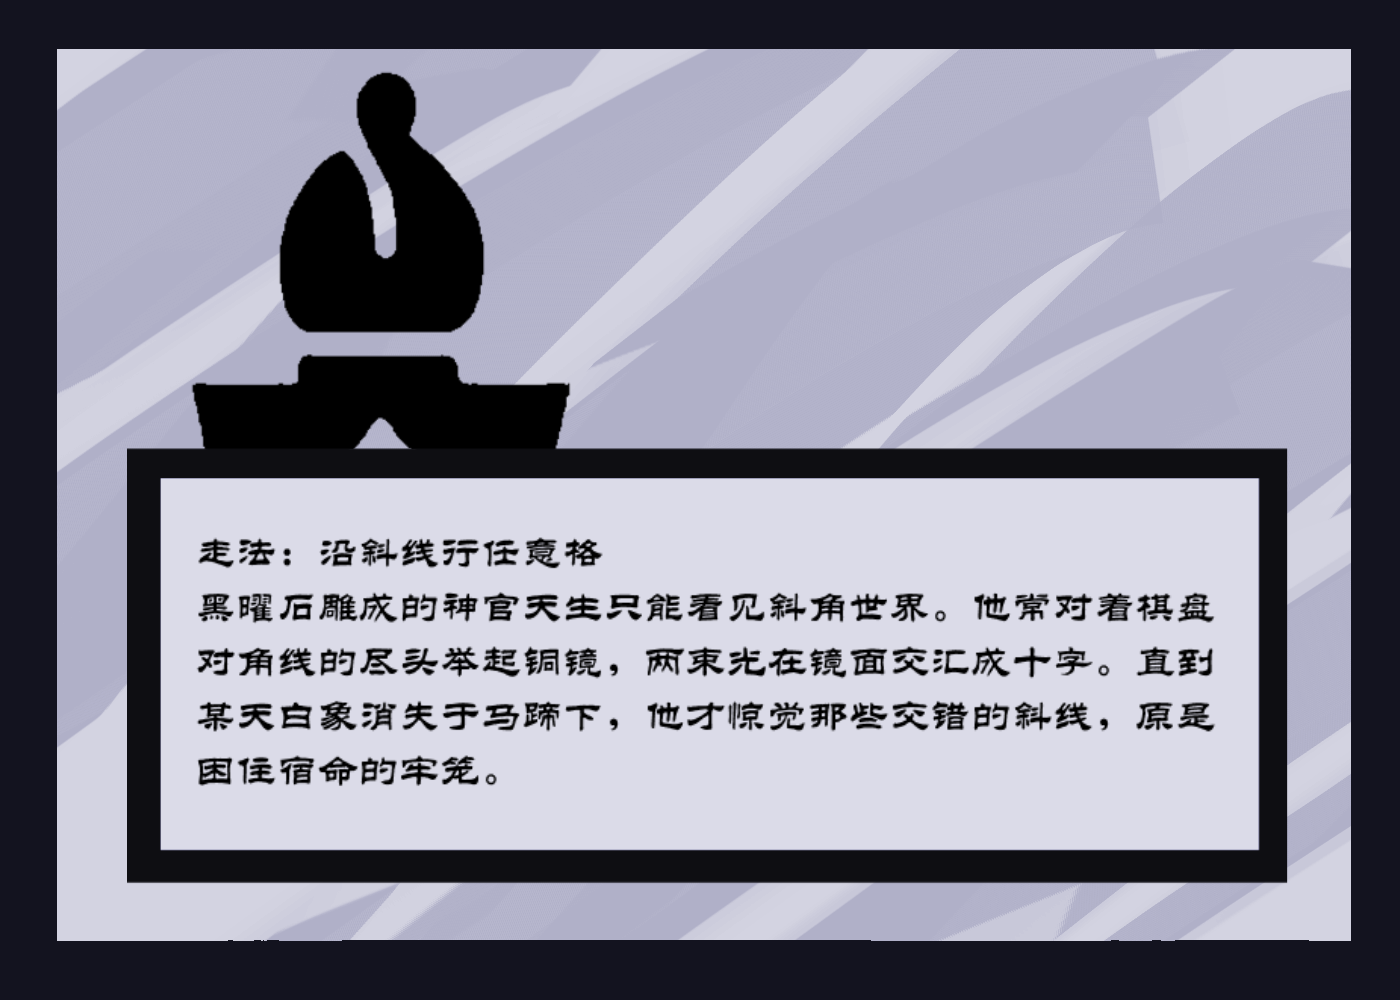 走法：沿斜线行任意格
黑曜石雕成的神官天生只能看见斜角世界。他常对着棋盘
对角线的尽头举起铜镜，两束光在镜面交汇成十字。直到
某天白象消失于马蹄下，他才惊觉那些交错的斜线，原是
困住宿命的牢笼。